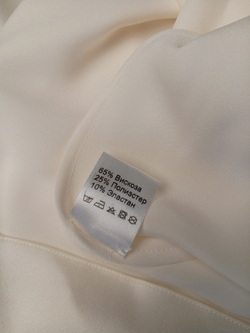 65% Вискоза
25% Полиэстер
10% Эластан